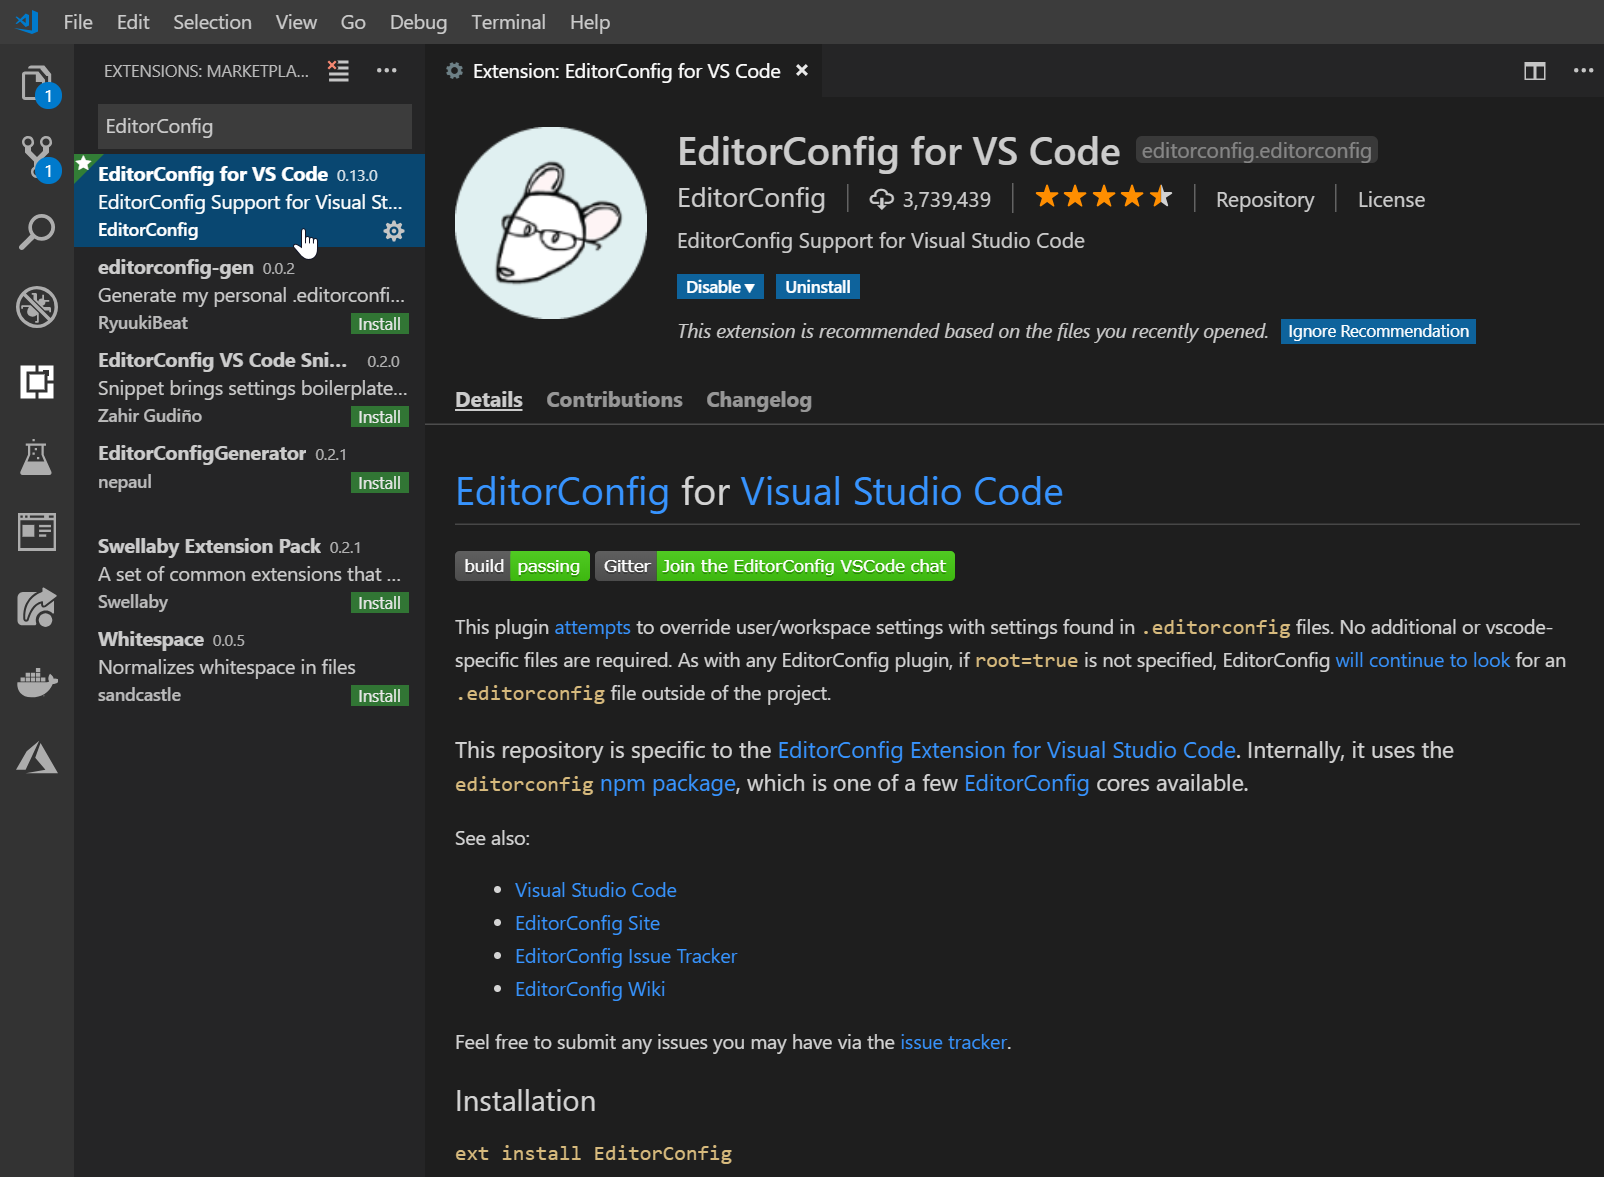 File Edit Selection View Go Debug Terminal Help
EXTENSIONS: MARKETPLA...
EditorConfig
EditorConfig for VS Code 0.13.0
EditorConfig Support for Visual St...
EditorConfig
editorconfig-gen 0.0.2
Generate my personal .editorconfi...
RyuukiBeat Install
EditorConfig VS Code Sni... 0.2.0
Snippet brings settings boilerplate...
Zahir Gudiño Install
EditorConfigGenerator 0.2.1
nepaul Install
Swellaby Extension Pack 0.2.1
A set of common extensions that ...
Swellaby Install
Whitespace 0.0.5
Normalizes whitespace in files
sandcastle Install
1
1
Extension: EditorConfig for VS Code
EditorConfig for VS Code editorconfig.editorconfig
EditorConfig 3,739,439 Repository License
EditorConfig Support for Visual Studio Code
Disable Uninstall
This extension is recommended based on the files you recently opened. Ignore Recommendation
Details Contributions Changelog
EditorConfig for Visual Studio Code
build passing Gitter Join the EditorConfig VSCode chat
This plugin attempts to override user/workspace settings with settings found in .editorconfig files. No additional or vscode-
specific files are required. As with any EditorConfig plugin, if root=true is not specified, EditorConfig will continue to look for an
.editorconfig file outside of the project.
This repository is specific to the EditorConfig Extension for Visual Studio Code. Internally, it uses the
editorconfig npm package, which is one of a few EditorConfig cores available.
See also:
• Visual Studio Code
• EditorConfig Site
• EditorConfig Issue Tracker
• EditorConfig Wiki
Feel free to submit any issues you may have via the issue tracker.
Installation
ext install EditorConfig